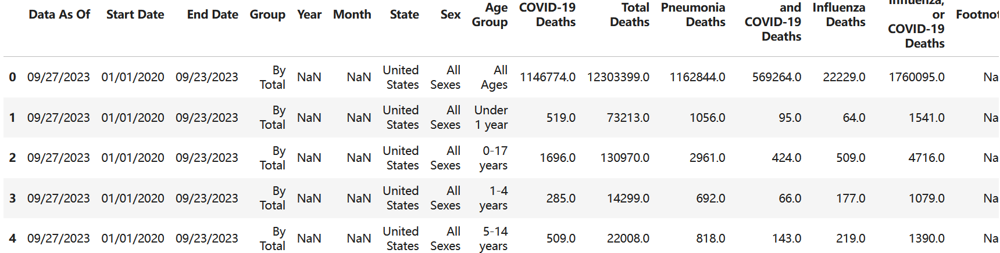 Data As Of Start Date End Date Group Year Month State Sex Age Group COVID-19 Deaths Total Deaths Pneumonia Deaths and COVID-19 Deaths Influenza Deaths Influenza, or COVID-19 Deaths Footnot
0 09/27/2023 01/01/2020 09/23/2023 By Total NaN NaN United States All Sexes All Ages 1146774.0 12303399.0 1162844.0 569264.0 22229.0 1760095.0 Na
1 09/27/2023 01/01/2020 09/23/2023 By Total NaN NaN United States All Sexes Under 1 year 519.0 73213.0 1056.0 95.0 64.0 1541.0 Na
2 09/27/2023 01/01/2020 09/23/2023 By Total NaN NaN United States All Sexes 0-17 years 1696.0 130970.0 2961.0 424.0 509.0 4716.0 Na
3 09/27/2023 01/01/2020 09/23/2023 By Total NaN NaN United States All Sexes 1-4 years 285.0 14299.0 692.0 66.0 177.0 1079.0 Na
4 09/27/2023 01/01/2020 09/23/2023 By Total NaN NaN United States All Sexes 5-14 years 509.0 22008.0 818.0 143.0 219.0 1390.0 Na